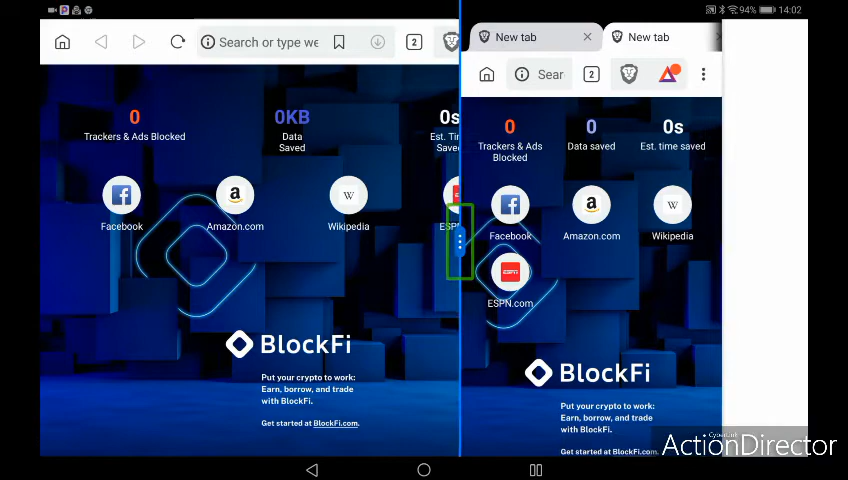 94% 14:02
Search or type we
2
0
Trackers & Ads Blocked
0KB
Data
Saved
0s
Est. Tim
Save
Facebook
Amazon.com
W
Wikipedia
ESP
BlockFi
Put your crypto to work:
Earn, borrow, and trade
with BlockFi.
Get started at BlockFi.com.
New tab
New tab
Sear
2
0
Trackers & Ads
Blocked
0
Data saved
0s
Est. time saved
Facebook
Amazon.com
W
Wikipedia
ESPN
ESPN.com
BlockFi
Put your crypto to work:
Earn, borrow, and trade
with BlockFi.
Get started at BlockFi.com.
CyberLink
ActionDirector